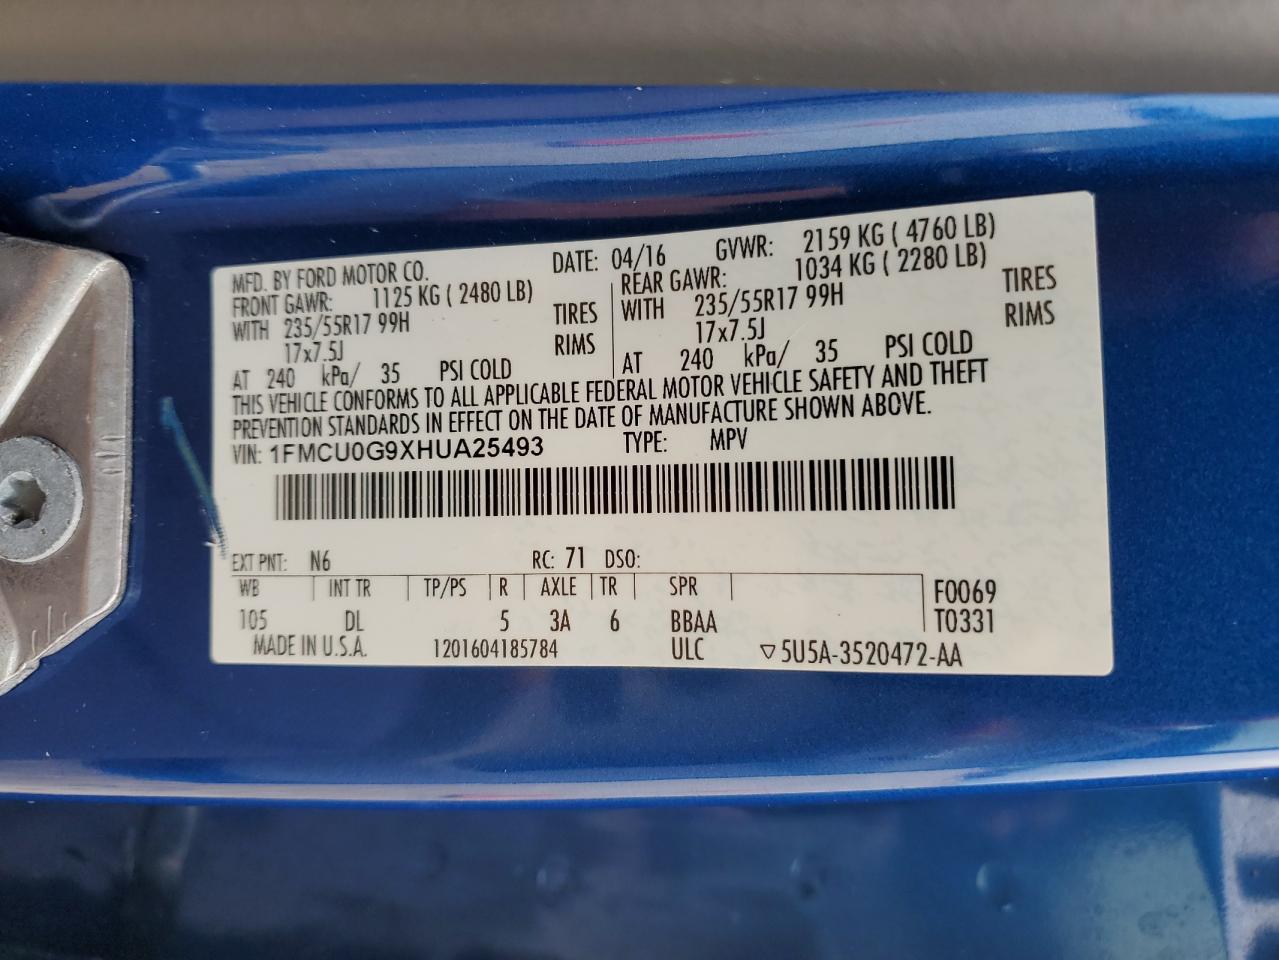 MFD. BY FORD MOTOR CO. DATE: 04/16 GVWR: 2159 KG ( 4760 LB)
FRONT GAWR: 1125 KG ( 2480 LB) REAR GAWR: 1034 KG ( 2280 LB)
WITH 235/55R17 99H TIRES WITH 235/55R17 99H TIRES
17x7.5J RIMS 17x7.5J RIMS
AT 240 kPa/ 35 PSI COLD AT 240 kPa/ 35 PSI COLD
THIS VEHICLE CONFORMS TO ALL APPLICABLE FEDERAL MOTOR VEHICLE SAFETY AND THEFT
PREVENTION STANDARDS IN EFFECT ON THE DATE OF MANUFACTURE SHOWN ABOVE.
VIN: 1FMCU0G9XHUA25493 TYPE: MPV
EXT PNT: N6 RC: 71 DSO:
WB INT TR TP/PS R AXLE TR SPR F0069
105 DL 5 3A 6 BBAA T0331
MADE IN U.S.A. 1201604185784 ULC ▽5U5A-3520472-AA